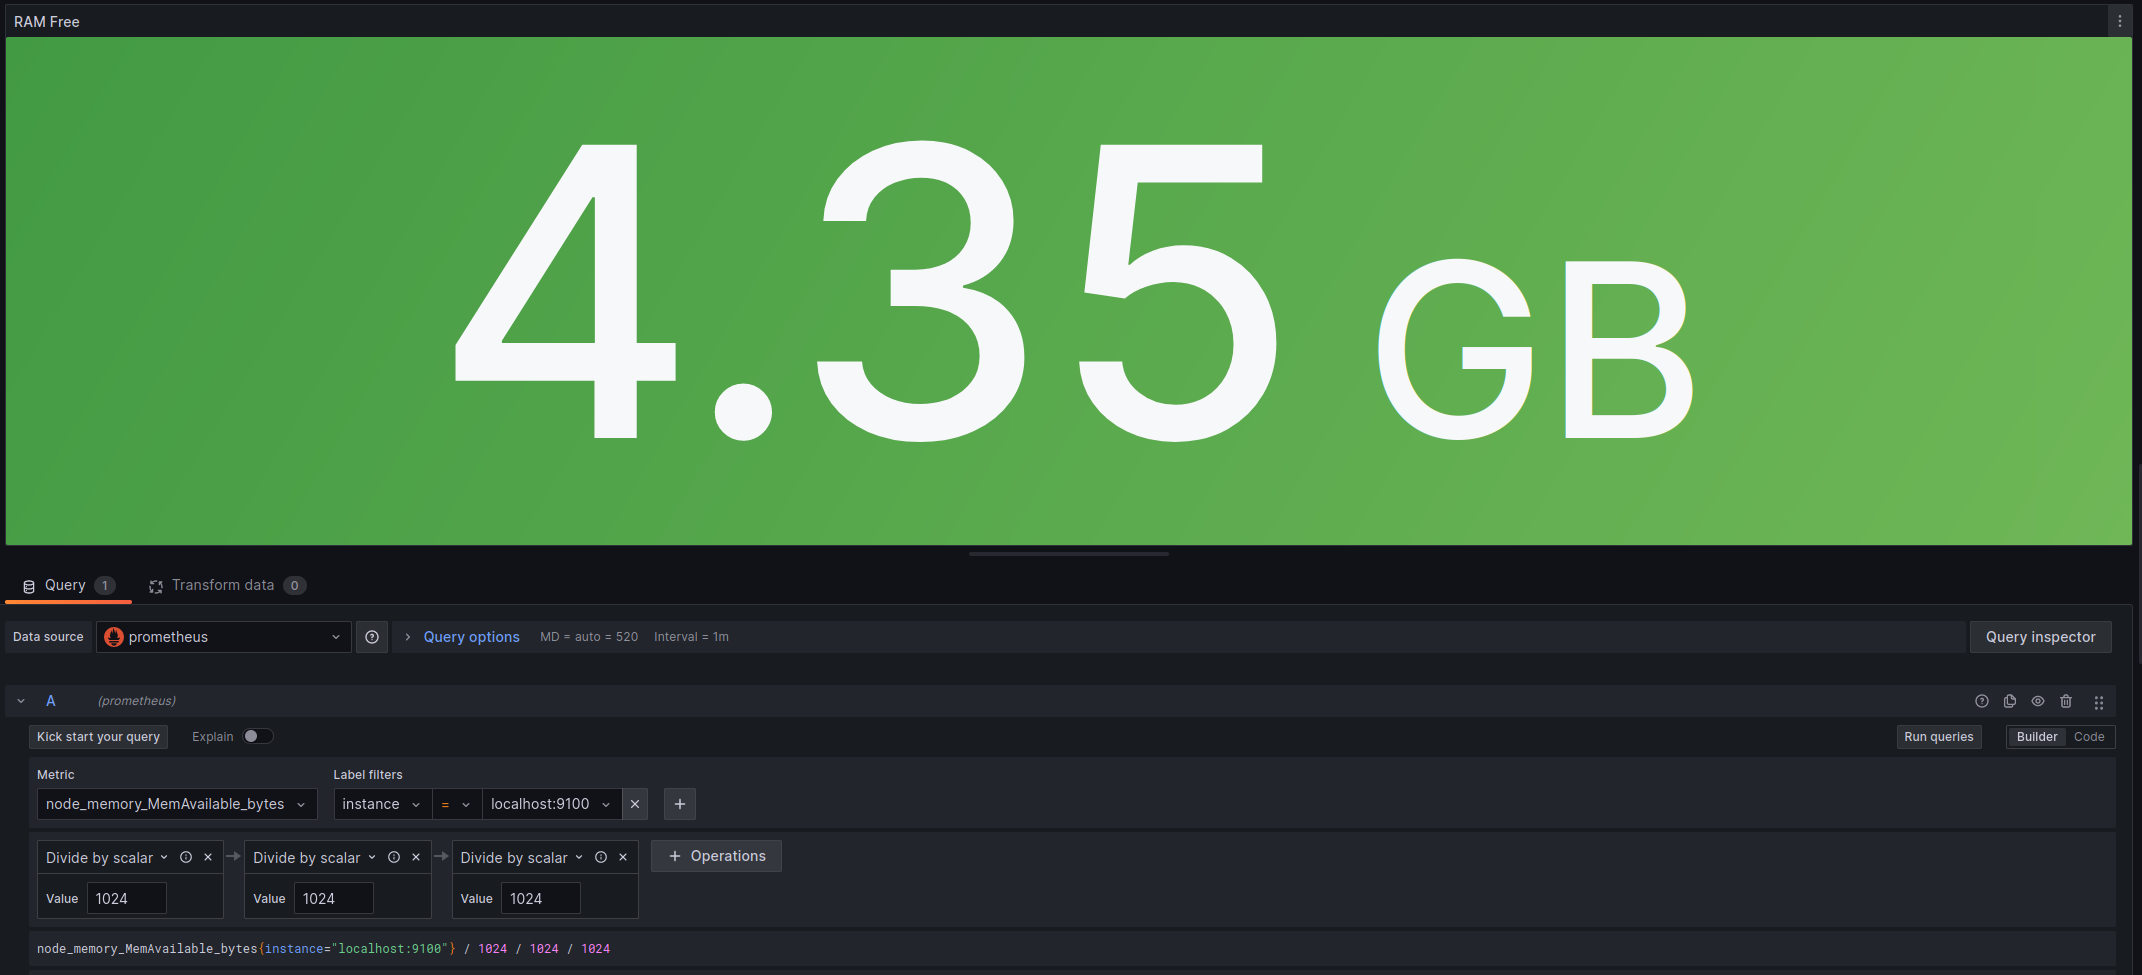 RAM Free
4.35 GB
Query 1 Transform data 0
Data source prometheus Query options MD = auto = 520 Interval = 1m Query inspector
A (prometheus)
Kick start your query Explain Run queries Builder Code
Metric Label filters
node_memory_MemAvailable_bytes instance = localhost:9100
Divide by scalar Divide by scalar Divide by scalar + Operations
Value 1024 Value 1024 Value 1024
node_memory_MemAvailable_bytes{instance="localhost:9100"} / 1024 / 1024 / 1024